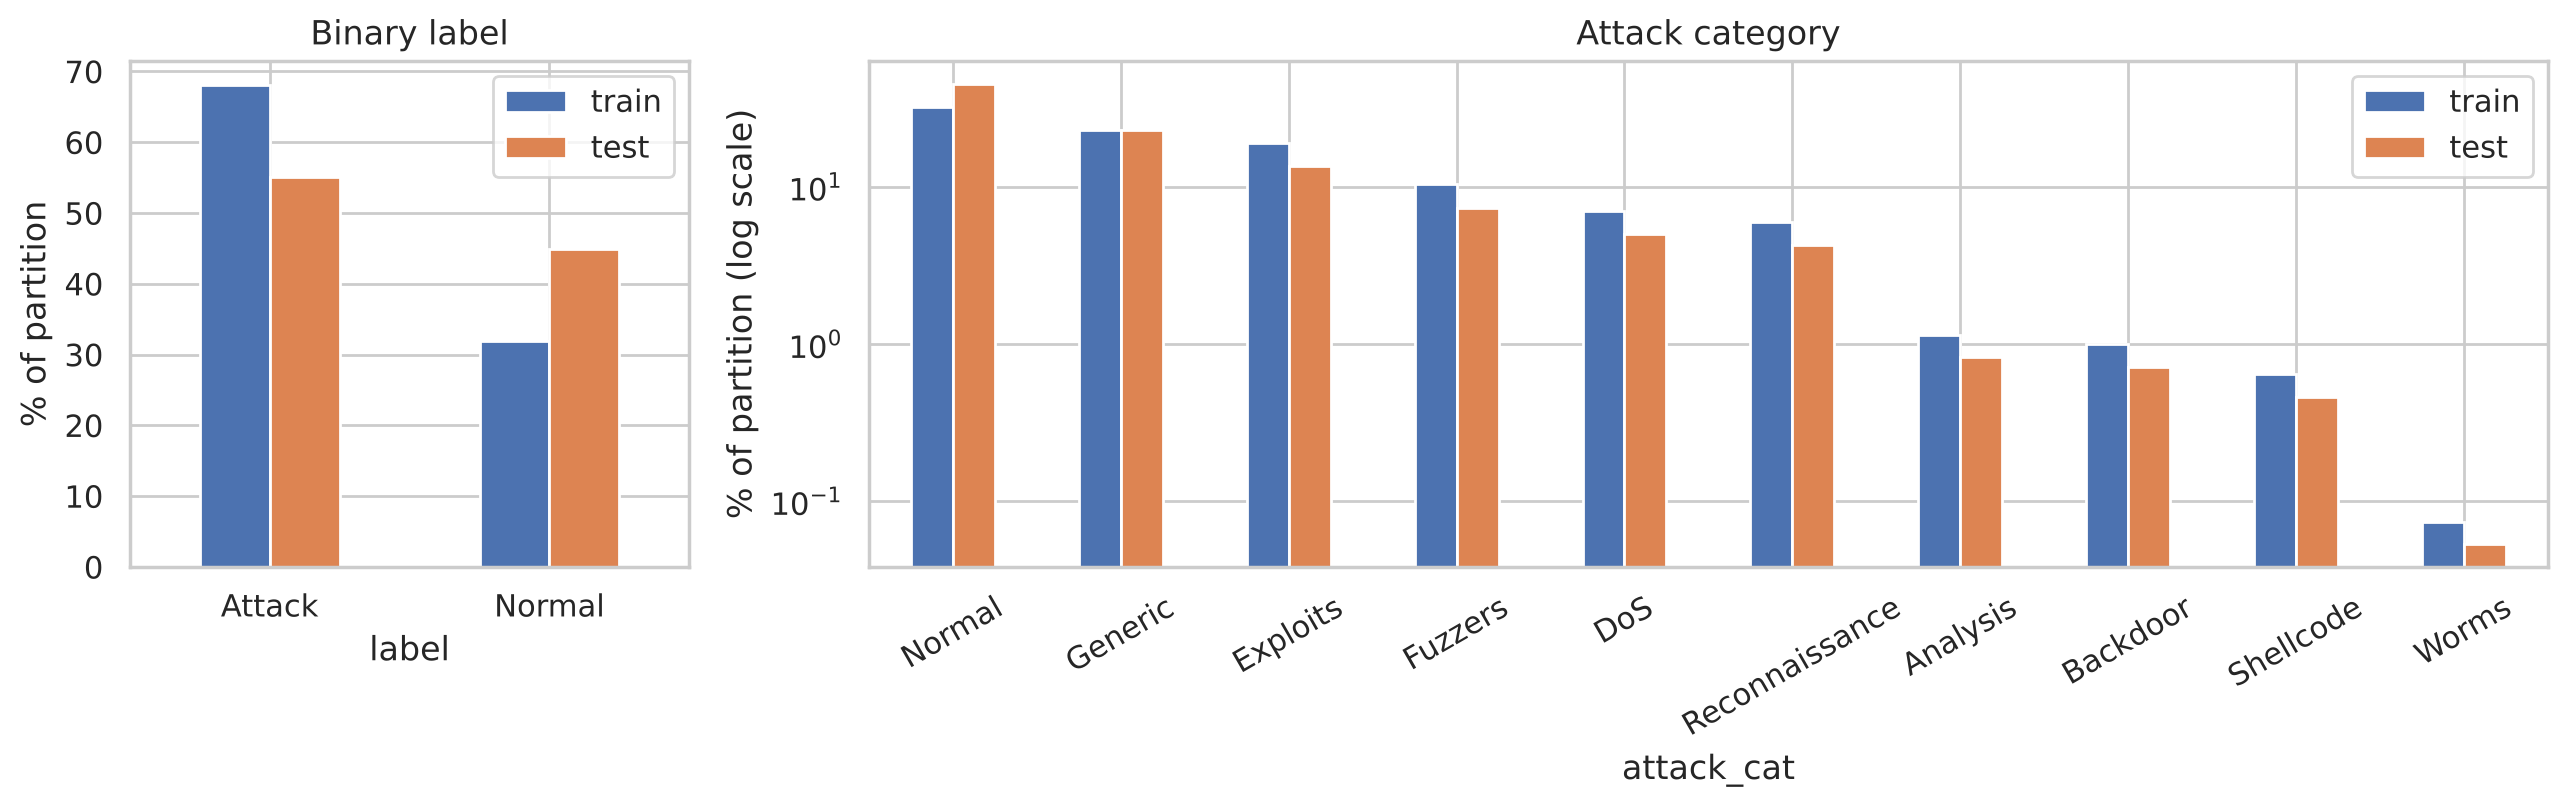 Binary label
% of partition
70
60
50
40
30
20
10
0
train
test
Attack
Normal
label
Attack category
% of partition (log scale)
10¹
10⁰
10⁻¹
train
test
Normal
Generic
Exploits
Fuzzers
DoS
Reconnaissance
Analysis
Backdoor
Shellcode
Worms
attack_cat